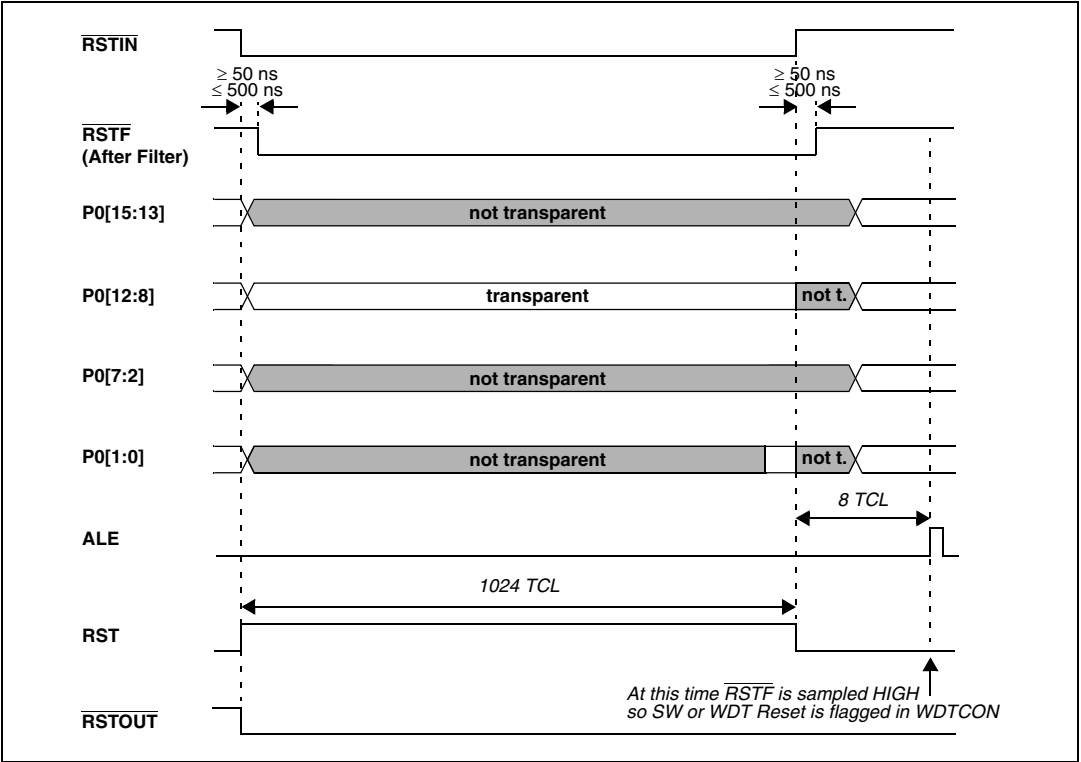 RSTIN
≥ 50 ns
≤ 500 ns
≥ 50 ns
≤ 500 ns
RSTF
(After Filter)
P0[15:13]
not transparent
P0[12:8]
transparent
not t.
P0[7:2]
not transparent
P0[1:0]
not transparent
not t.
8 TCL
ALE
1024 TCL
RST
At this time RSTF is sampled HIGH
so SW or WDT Reset is flagged in WDTCON
RSTOUT